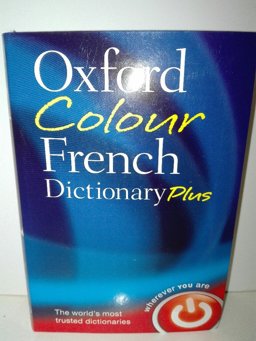 Oxford
Colour
French
Dictionary Plus
wherever you are
The world's most
trusted dictionaries